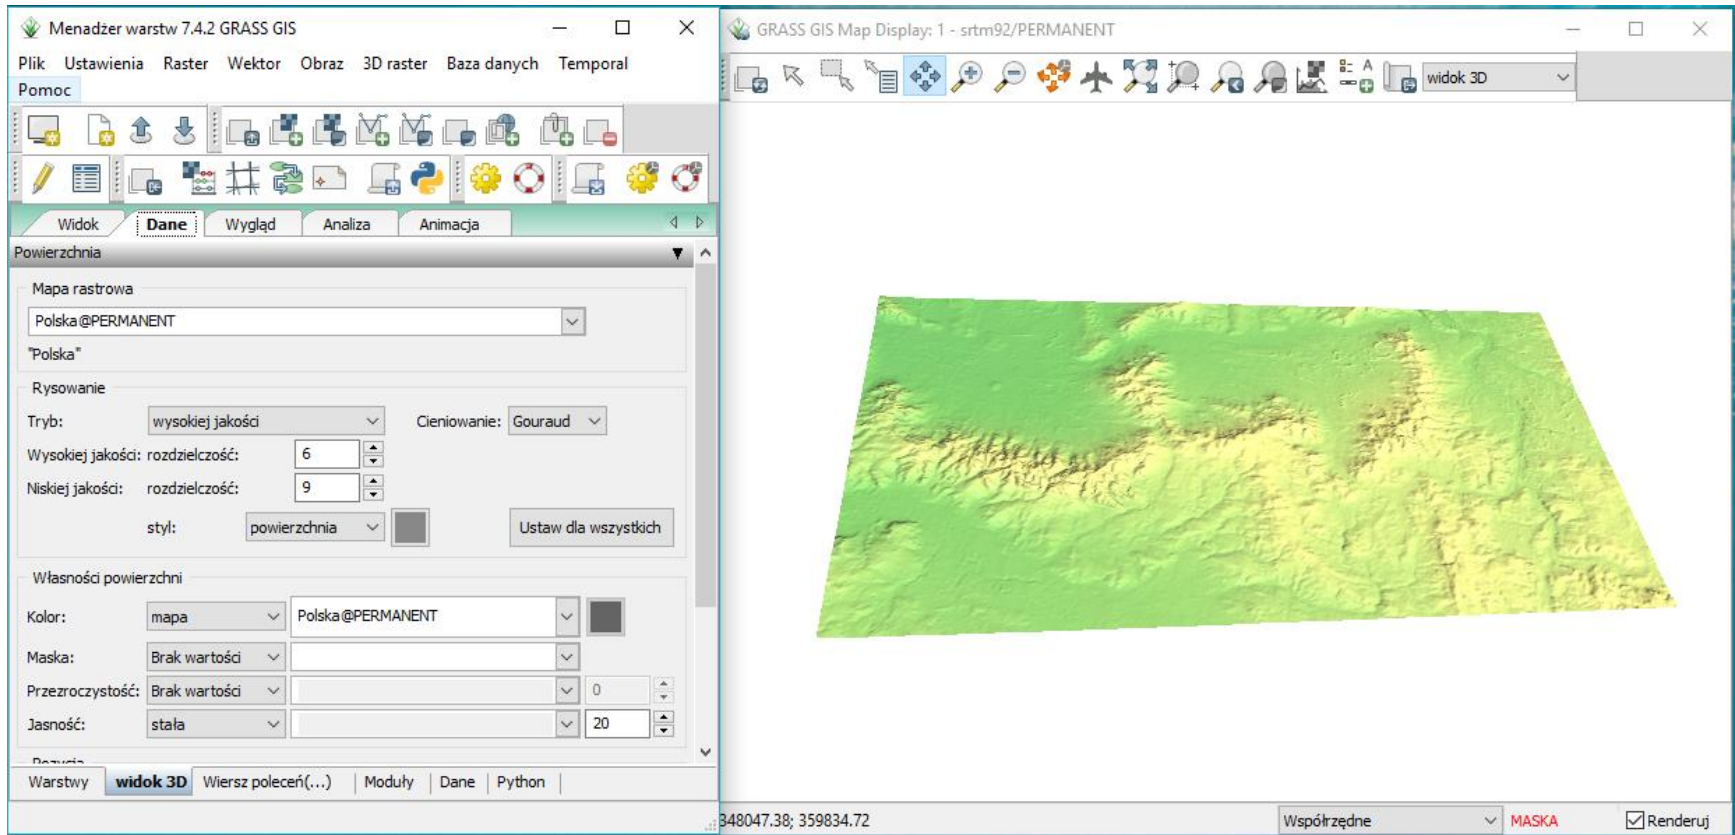 Menadżer warstw 7.4.2 GRASS GIS
Plik Ustawienia Raster Wektor Obraz 3D raster Baza danych Temporal
Pomoc
Widok Dane Wygląd Analiza Animacja
Powierzchnia
Mapa rastrowa
Polska@PERMANENT
"Polska"
Rysowanie
Tryb: wysokiej jakości Cieniowanie: Gouraud
Wysokiej jakości: rozdzielczość: 6
Niskiej jakości: rozdzielczość: 9
styl: powierzchnia Ustaw dla wszystkich
Własności powierzchni
Kolor: mapa Polska@PERMANENT
Maska: Brak wartości
Przezroczystość: Brak wartości 0
Jasność: stała 20
Pozycja
Warstwy widok 3D Wiersz poleceń(...) Moduły Dane Python
GRASS GIS Map Display: 1 - srtm92/PERMANENT
widok 3D
348047.38; 359834.72
Współrzędne MASKA Renderuj